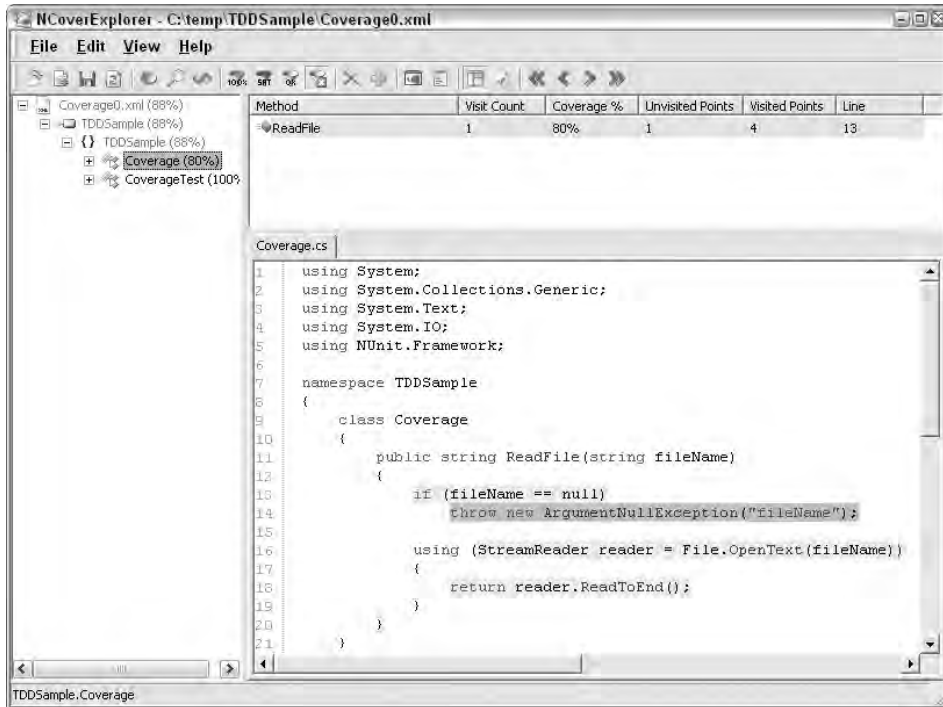 NCoverExplorer - C:\temp\TDDSample\Coverage0.xml
File Edit View Help
Coverage0.xml (88%)
TDDSample (88%)
{} TDDSample (88%)
Coverage (80%)
CoverageTest (100%
Method Visit Count Coverage % Unvisited Points Visited Points Line
ReadFile 1 80% 1 4 13
Coverage.cs
1 using System;
2 using System.Collections.Generic;
3 using System.Text;
4 using System.IO;
5 using NUnit.Framework;
6
7 namespace TDDSample
8 {
9 class Coverage
10 {
11 public string ReadFile(string fileName)
12 {
13 if (fileName == null)
14 throw new ArgumentNullException("fileName");
15
16 using (StreamReader reader = File.OpenText(fileName))
17 {
18 return reader.ReadToEnd();
19 }
20 }
21 }
TDDSample.Coverage